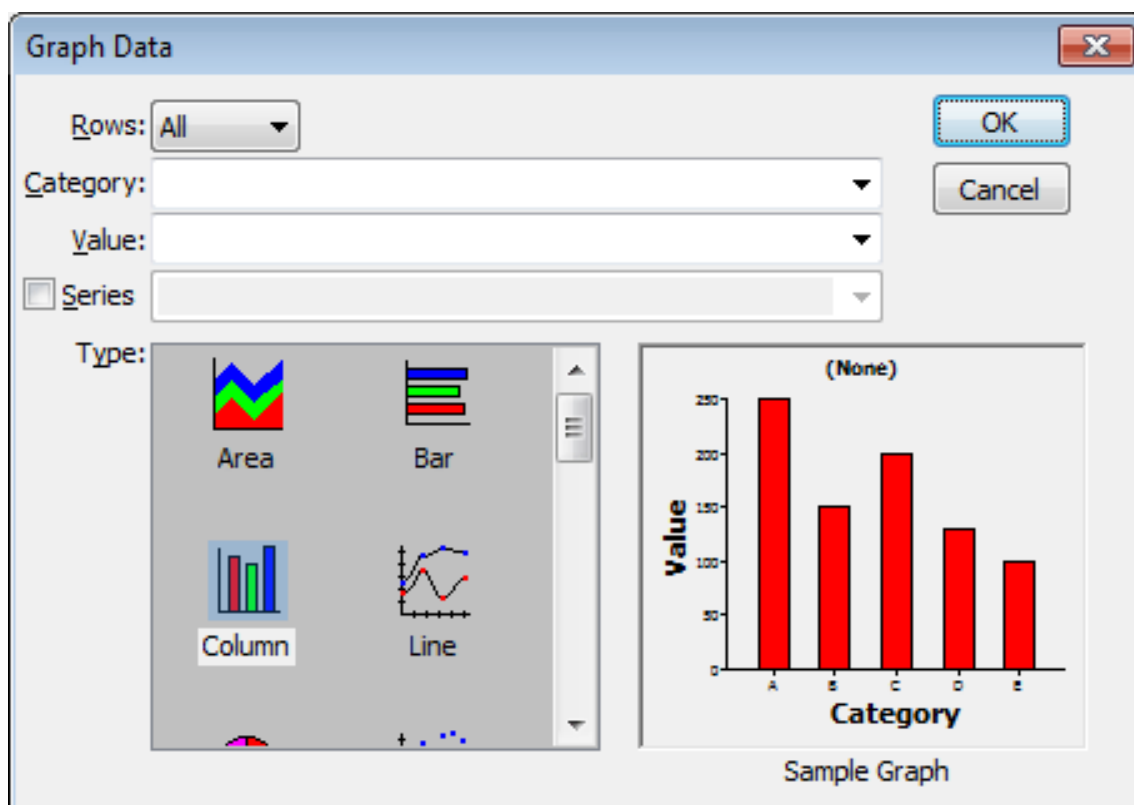 Graph Data
Rows: All
OK
Category:
Cancel
Value:
Series
Type:
Area
Bar
Column
Line
(None)
250
200
150
100
50
0
Value
A B C D E
Category
Sample Graph